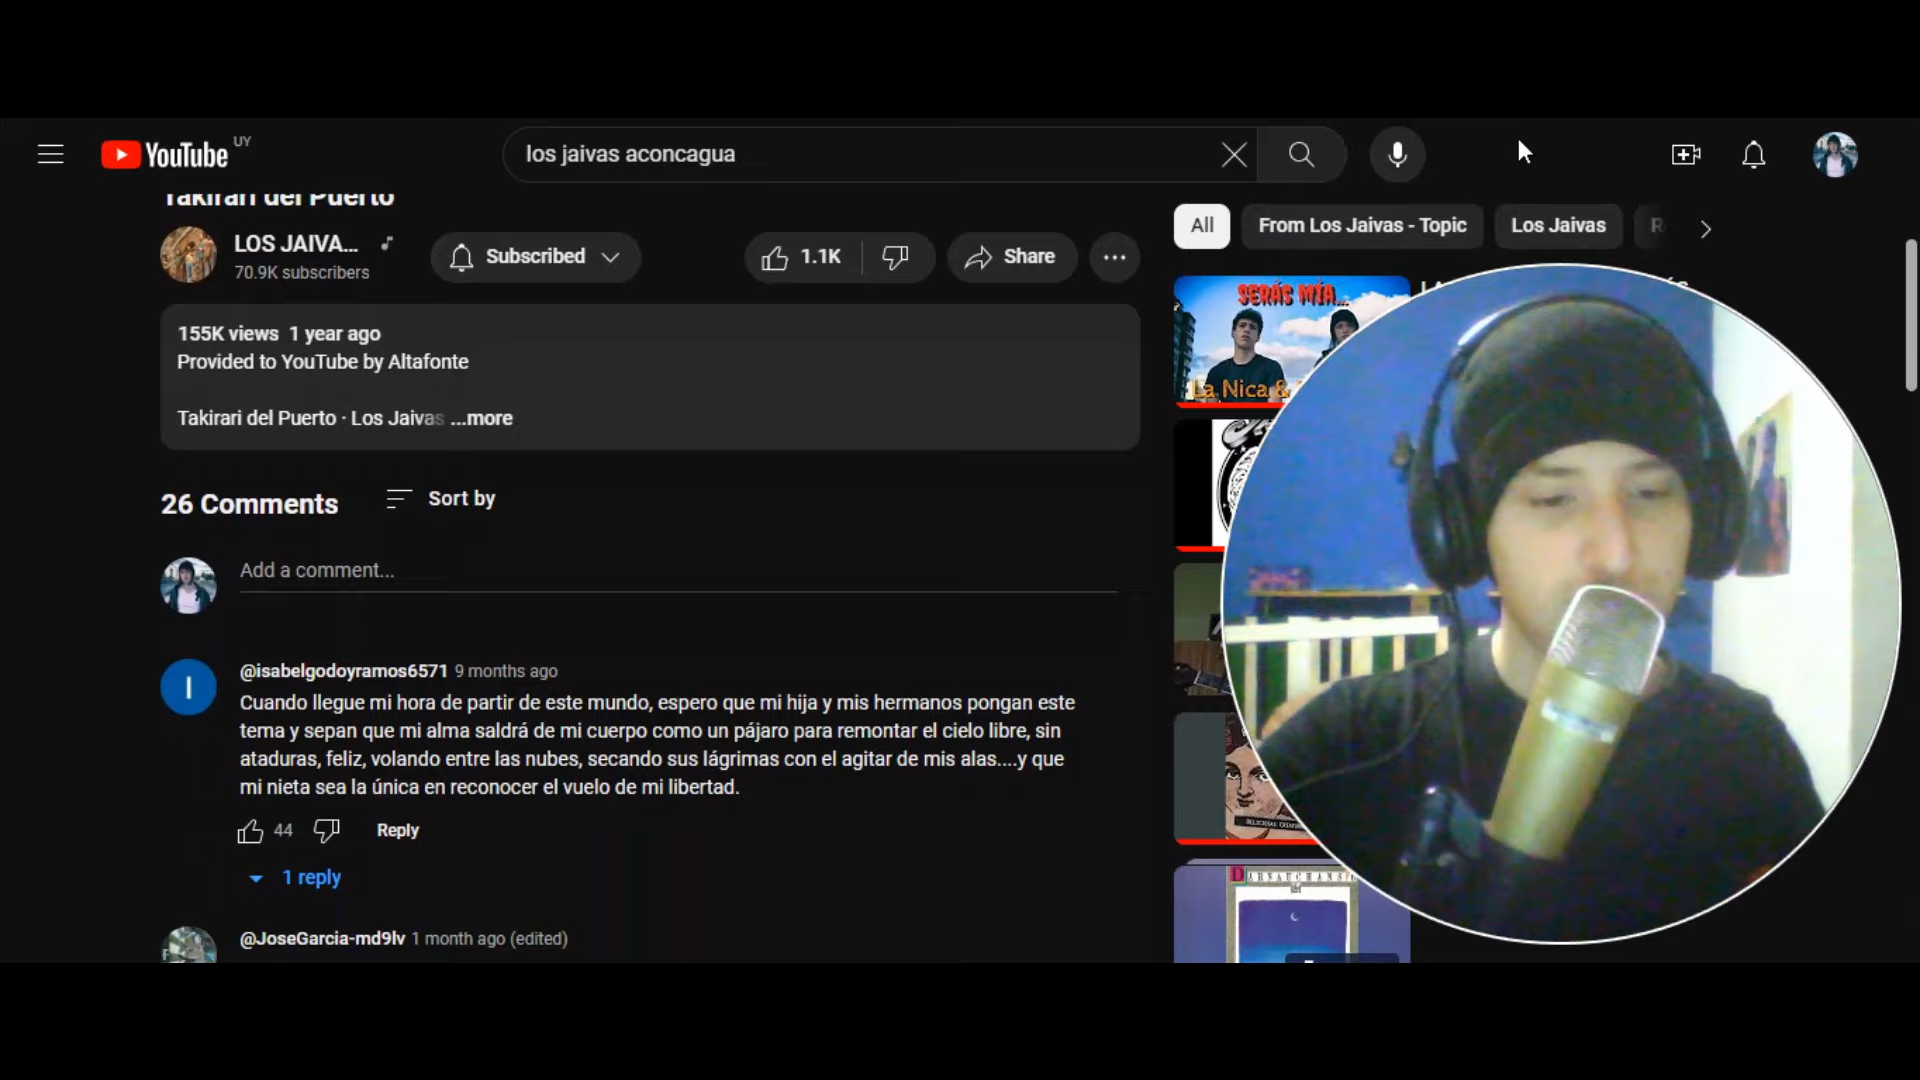 YouTube UY
los jaivas aconcagua
Takirari del Puerto
LOS JAIVA...
70.9K subscribers
Subscribed
1.1K
Share
155K views 1 year ago
Provided to YouTube by Altafonte
Takirari del Puerto · Los Jaivas ...more
26 Comments
Sort by
Add a comment...
I
@isabelgodoyramos6571 9 months ago
Cuando llegue mi hora de partir de este mundo, espero que mi hija y mis hermanos pongan este
tema y sepan que mi alma saldrá de mi cuerpo como un pájaro para remontar el cielo libre, sin
ataduras, feliz, volando entre las nubes, secando sus lágrimas con el agitar de mis alas....y que
mi nieta sea la única en reconocer el vuelo de mi libertad.
44
Reply
1 reply
@JoseGarcia-md9lv 1 month ago (edited)
All
From Los Jaivas - Topic
Los Jaivas
SERÁS MÍA...
La Nica &